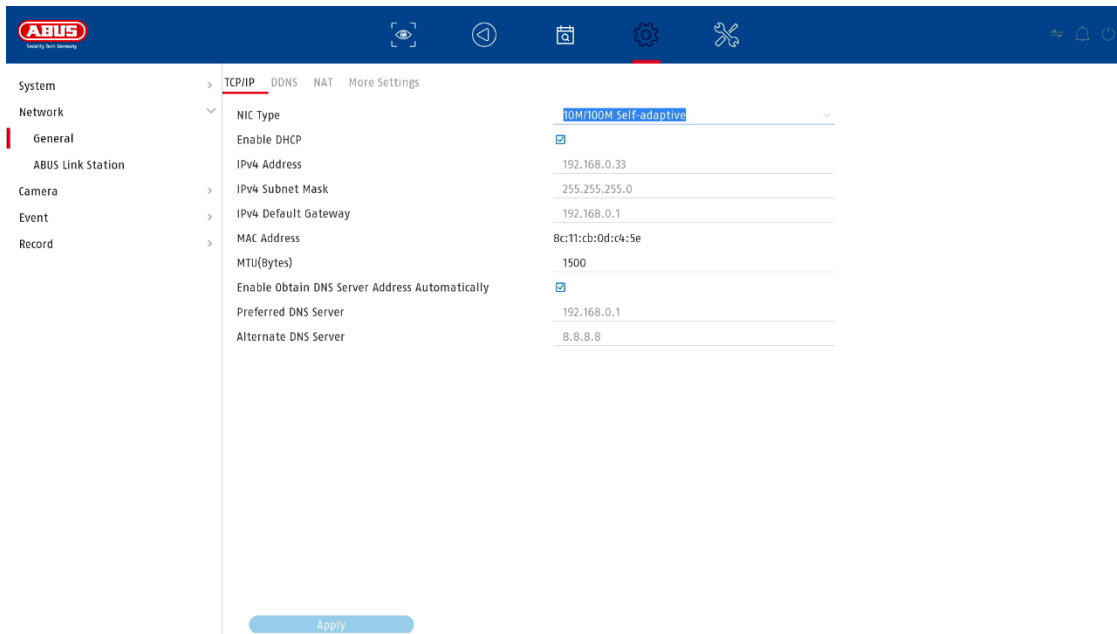 ABUS
Security Tech Germany
System
Network
General
ABUS Link Station
Camera
Event
Record
TCP/IP DDNS NAT More Settings
NIC Type 10M/100M Self-adaptive
Enable DHCP
IPv4 Address 192.168.0.33
IPv4 Subnet Mask 255.255.255.0
IPv4 Default Gateway 192.168.0.1
MAC Address 8c:11:cb:0d:c4:5e
MTU(Bytes) 1500
Enable Obtain DNS Server Address Automatically
Preferred DNS Server 192.168.0.1
Alternate DNS Server 8.8.8.8
Apply